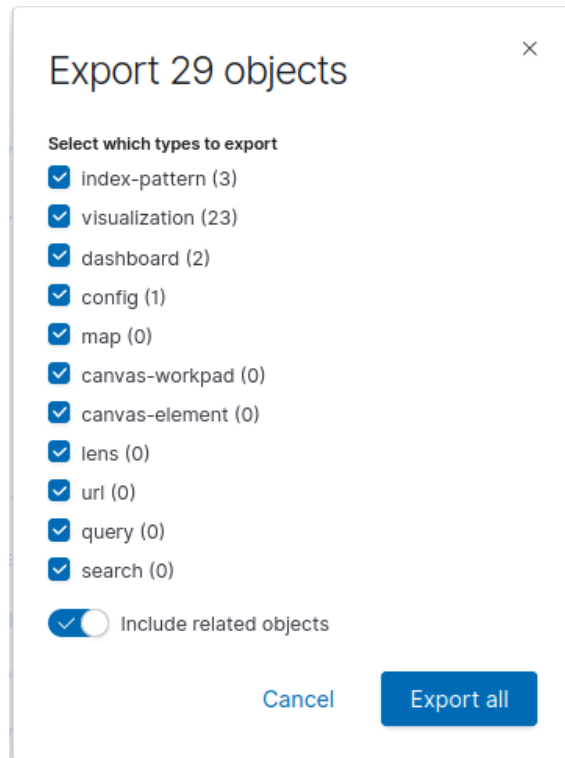 Export 29 objects
Select which types to export
index-pattern (3)
visualization (23)
dashboard (2)
config (1)
map (0)
canvas-workpad (0)
canvas-element (0)
lens (0)
url (0)
query (0)
search (0)
Include related objects
Cancel Export all